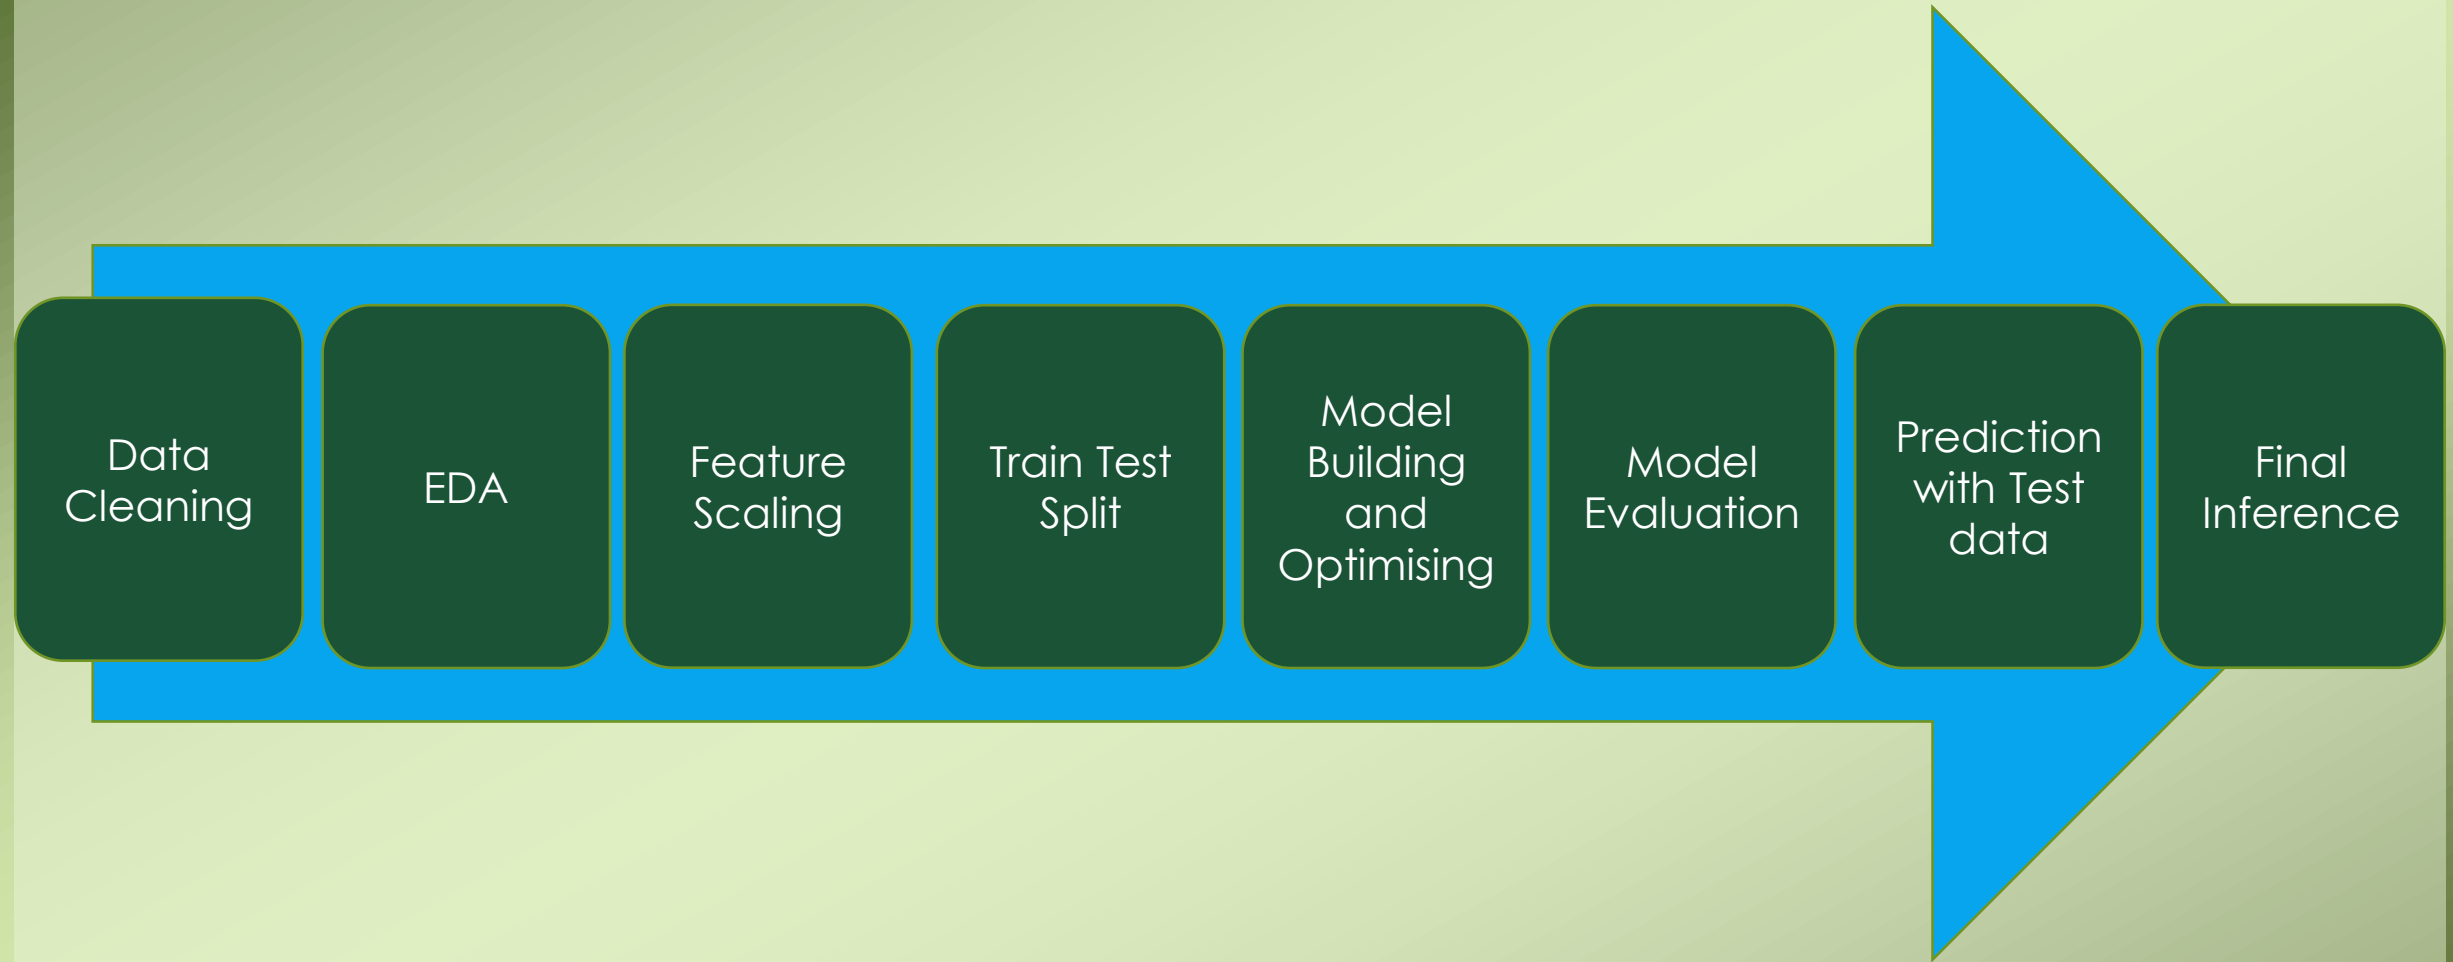 Data
Cleaning
EDA
Feature
Scaling
Train Test
Split
Model
Building
and
Optimising
Model
Evaluation
Prediction
with Test
data
Final
Inference